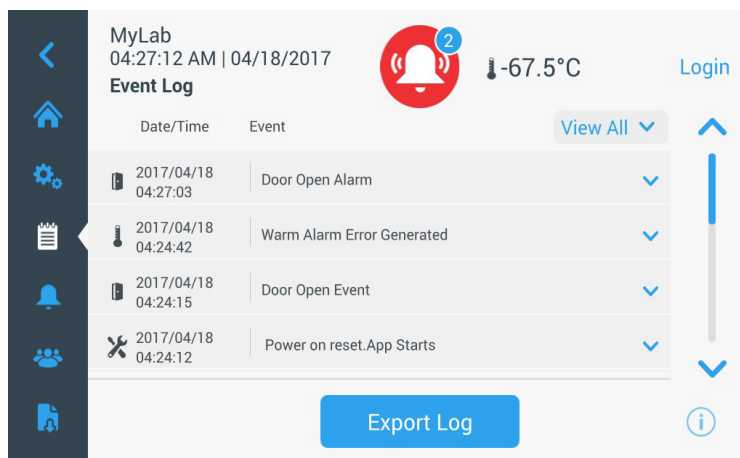 MyLab
04:27:12 AM | 04/18/2017
Event Log
2
-67.5°C
Login
Date/Time Event View All
2017/04/18
04:27:03
Door Open Alarm
2017/04/18
04:24:42
Warm Alarm Error Generated
2017/04/18
04:24:15
Door Open Event
2017/04/18
04:24:12
Power on reset.App Starts
Export Log
i